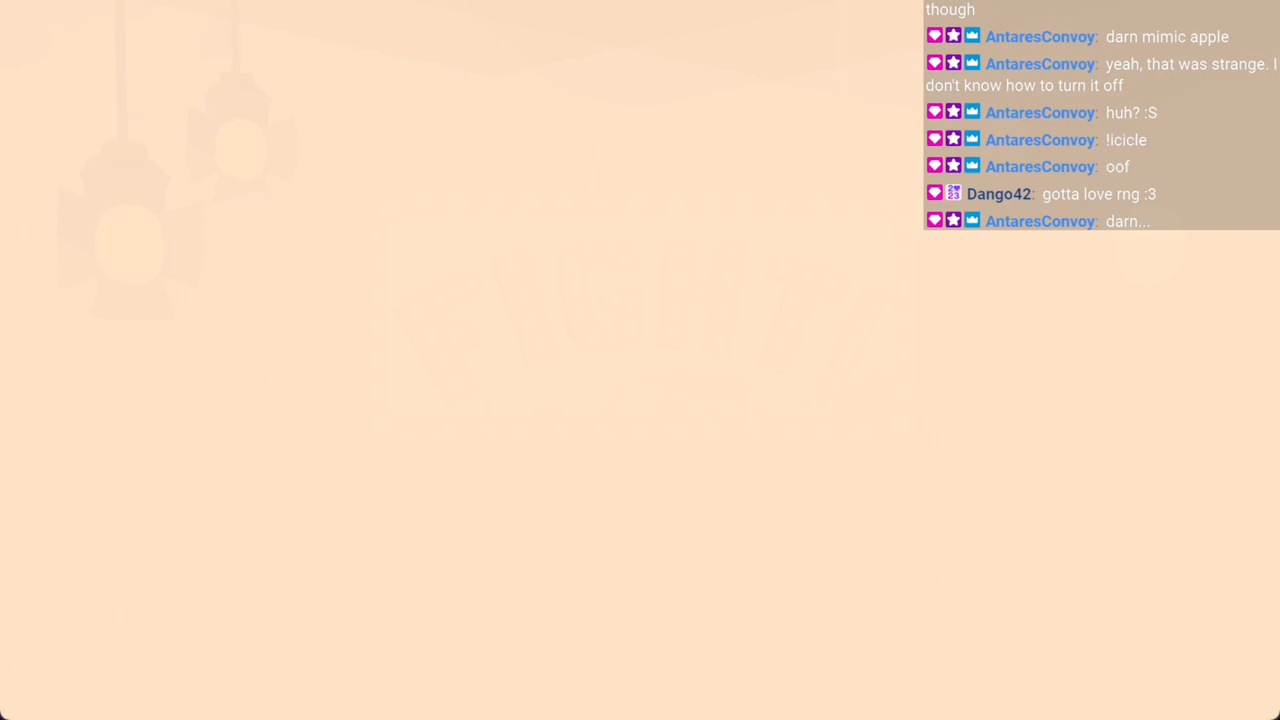 though
AntaresConvoy: darn mimic apple
AntaresConvoy: yeah, that was strange. I
don't know how to turn it off
AntaresConvoy: huh? :S
AntaresConvoy: !icicle
AntaresConvoy: oof
Dango42: gotta love rng :3
AntaresConvoy: darn...
FIGHT!